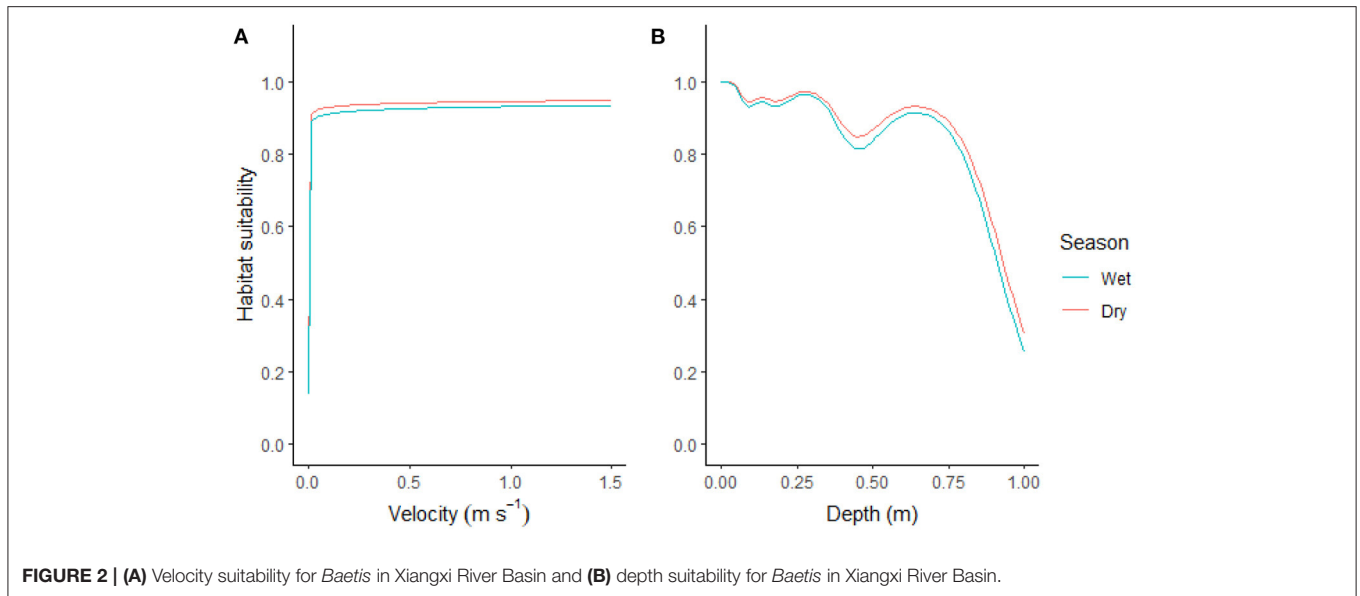 A
B
Habitat suitability
1.0
0.8
0.6
0.4
0.2
0.0
0.0
0.5
1.0
1.5
Velocity (m s⁻¹)
1.0
0.8
0.6
0.4
0.2
0.0
0.00
0.25
0.50
0.75
1.00
Depth (m)
Season
Wet
Dry
FIGURE 2 | (A) Velocity suitability for Baetis in Xiangxi River Basin and (B) depth suitability for Baetis in Xiangxi River Basin.